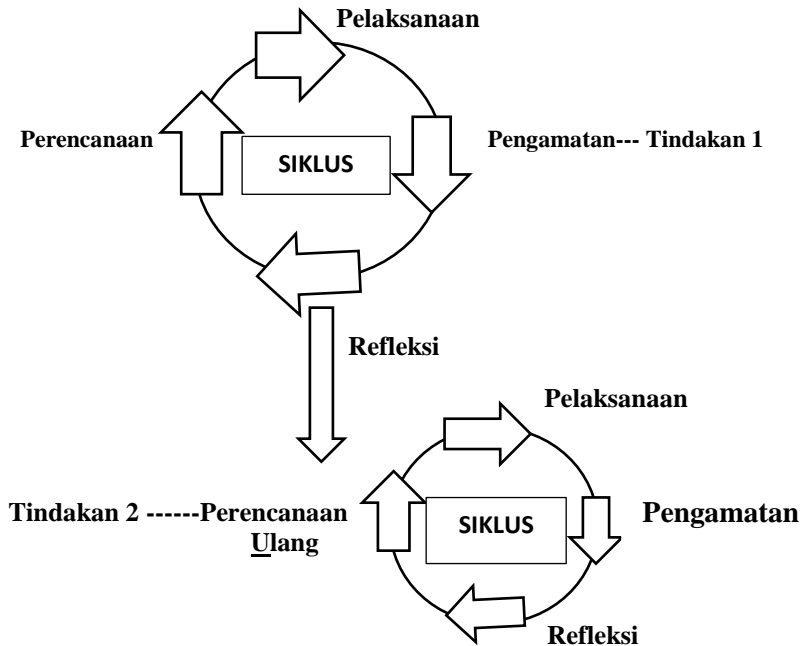 Pelaksanaan
Perencanaan
SIKLUS
Pengamatan--- Tindakan 1
Refleksi
Pelaksanaan
Tindakan 2 ------Perencanaan
Ulang
SIKLUS
Pengamatan
Refleksi